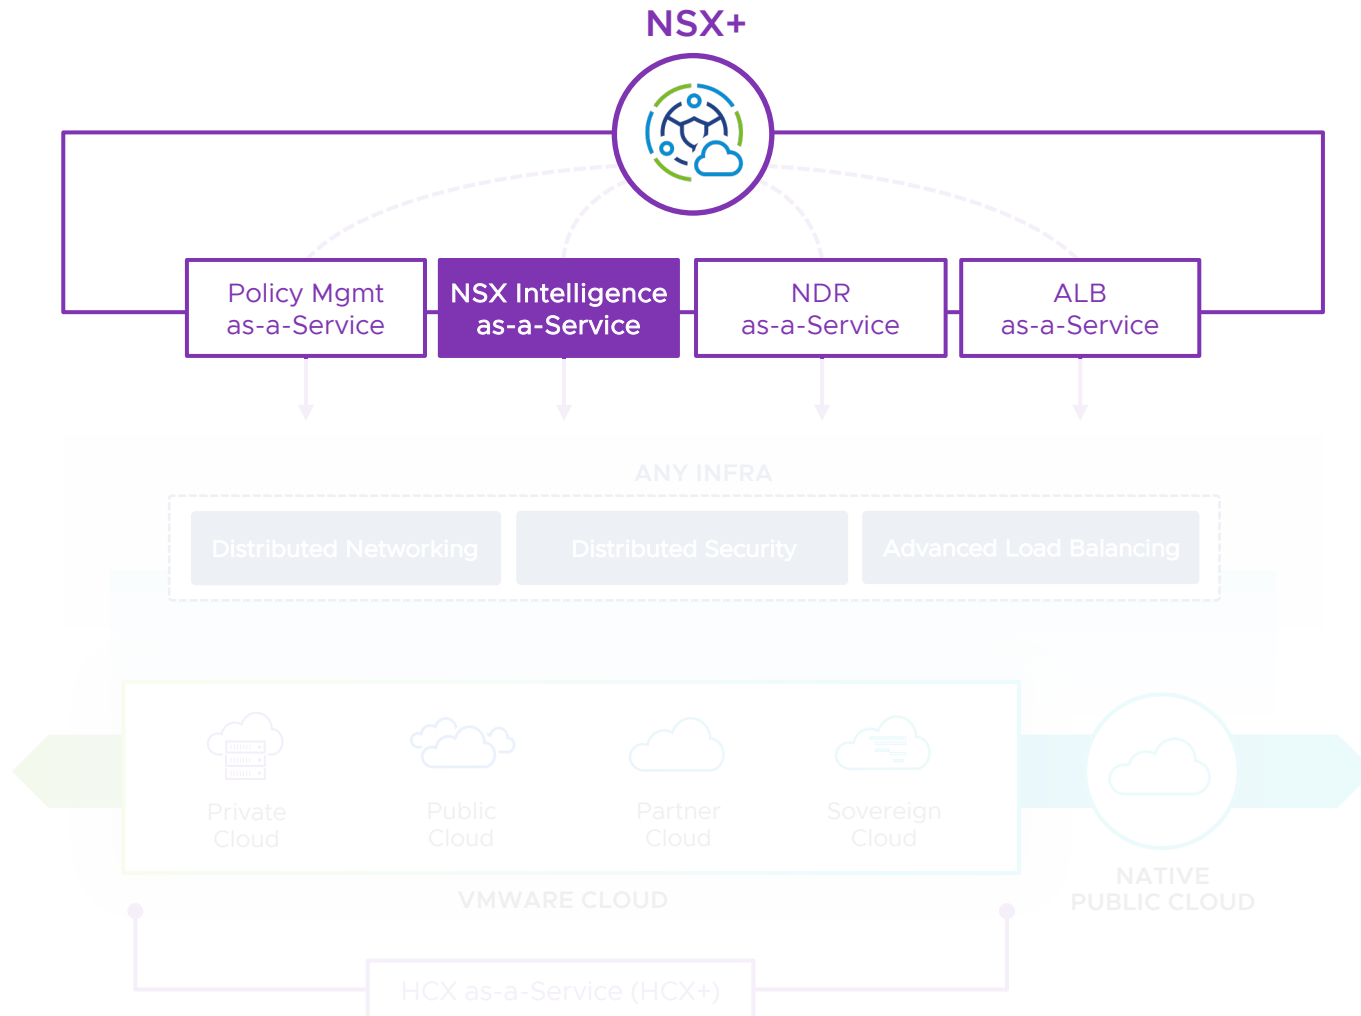 NSX+
Policy Mgmt
as-a-Service
NSX Intelligence
as-a-Service
NDR
as-a-Service
ALB
as-a-Service
ANY INFRA
Distributed Networking
Distributed Security
Advanced Load Balancing
Private
Cloud
Public
Cloud
Partner
Cloud
Sovereign
Cloud
VMWARE CLOUD
NATIVE
PUBLIC CLOUD
HCX as-a-Service (HCX+)